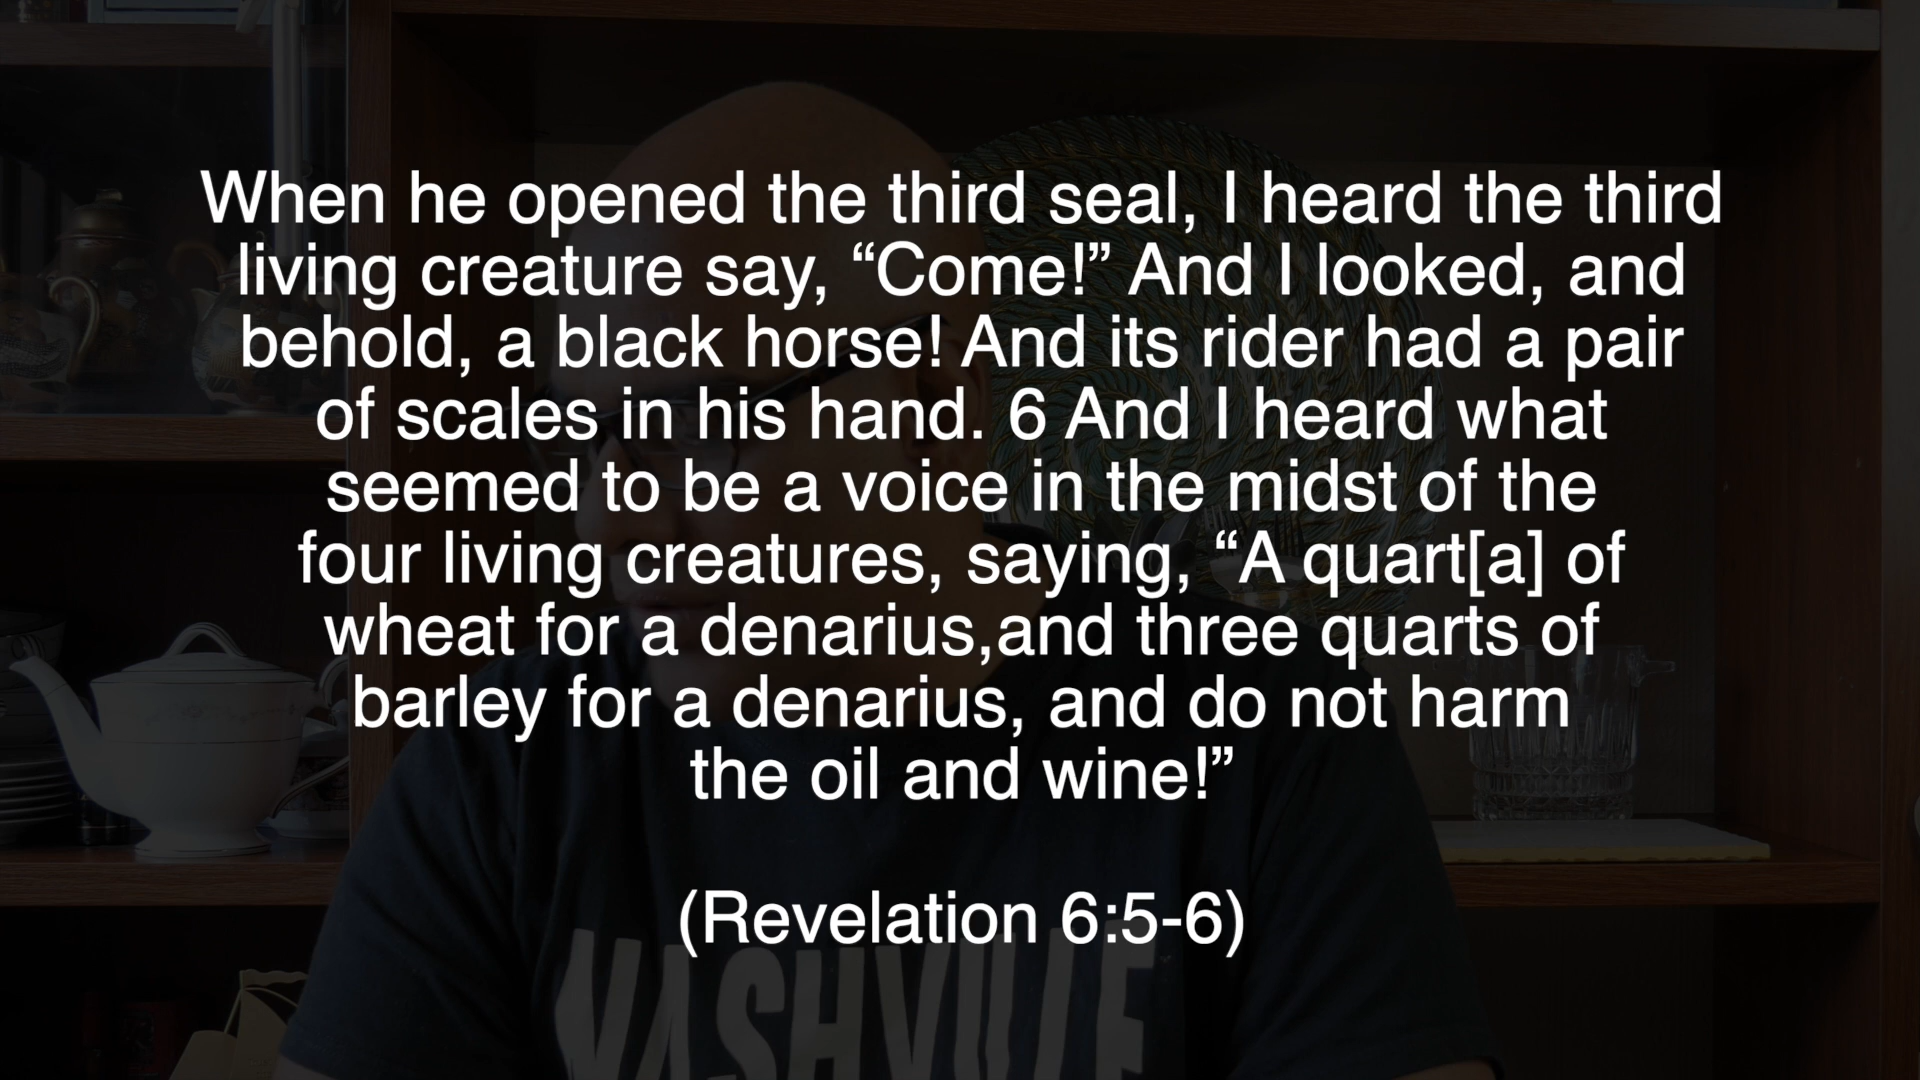 When he opened the third seal, I heard the third
living creature say, “Come!” And I looked, and
behold, a black horse! And its rider had a pair
of scales in his hand. 6 And I heard what
seemed to be a voice in the midst of the
four living creatures, saying, “A quart[a] of
wheat for a denarius,and three quarts of
barley for a denarius, and do not harm
the oil and wine!”
(Revelation 6:5-6)
NASHVILLE